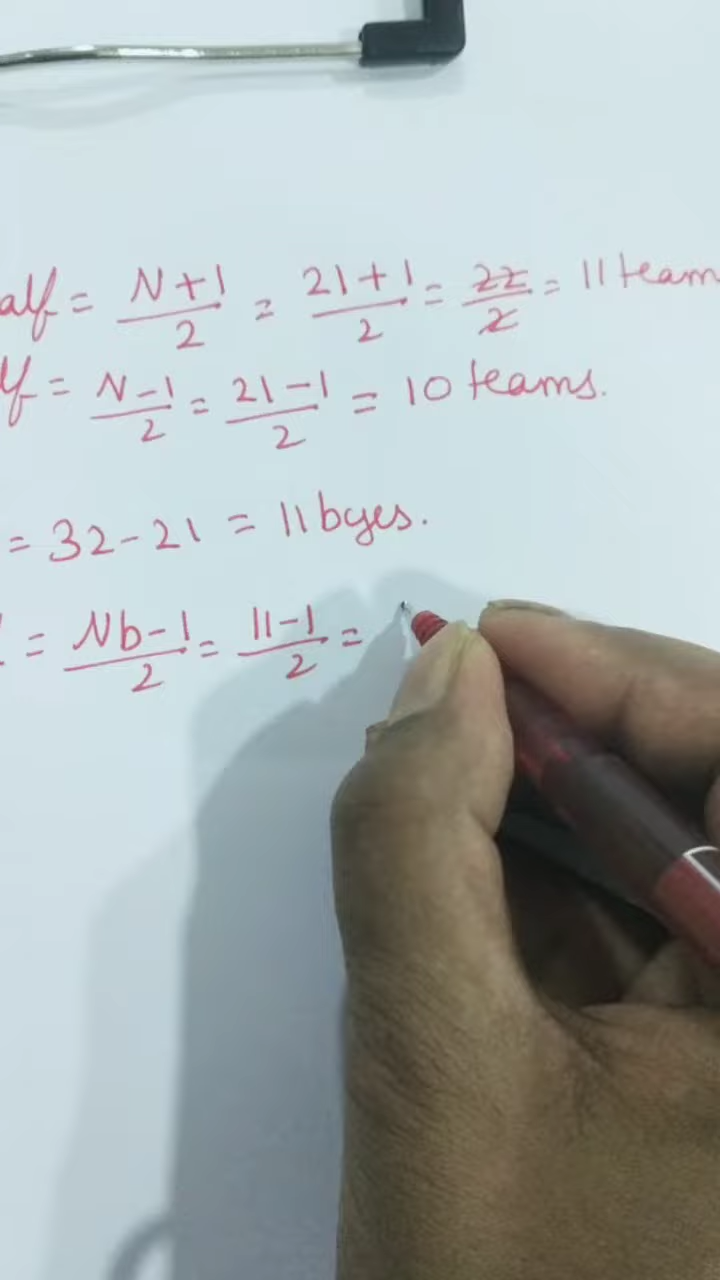 alf = N+1/2 = 21+1/2 = 22/2 = 11 team
lf = N-1/2 = 21-1/2 = 10 teams.
= 32-21 = 11 byes.
= Nb-1/2 = 11-1/2 =